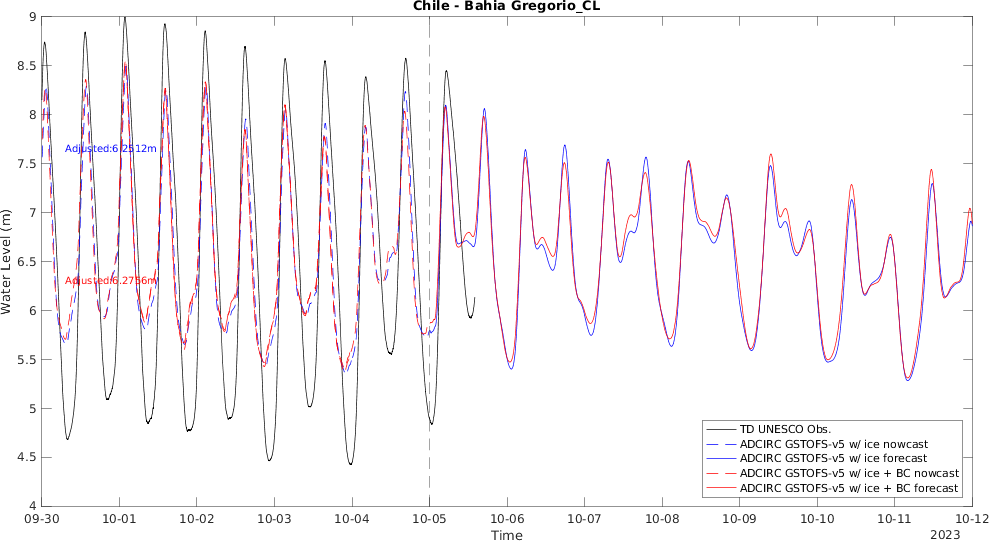 Chile - Bahia Gregorio_CL
Water Level (m)
9
8.5
8
7.5
7
6.5
6
5.5
5
4.5
4
Adjusted:6.2512m
Adjusted:6.2756m
TD UNESCO Obs.
ADCIRC GSTOFS-v5 w/ ice nowcast
ADCIRC GSTOFS-v5 w/ ice forecast
ADCIRC GSTOFS-v5 w/ ice + BC nowcast
ADCIRC GSTOFS-v5 w/ ice + BC forecast
09-30 10-01 10-02 10-03 10-04 10-05 10-06 10-07 10-08 10-09 10-10 10-11 10-12
Time
2023